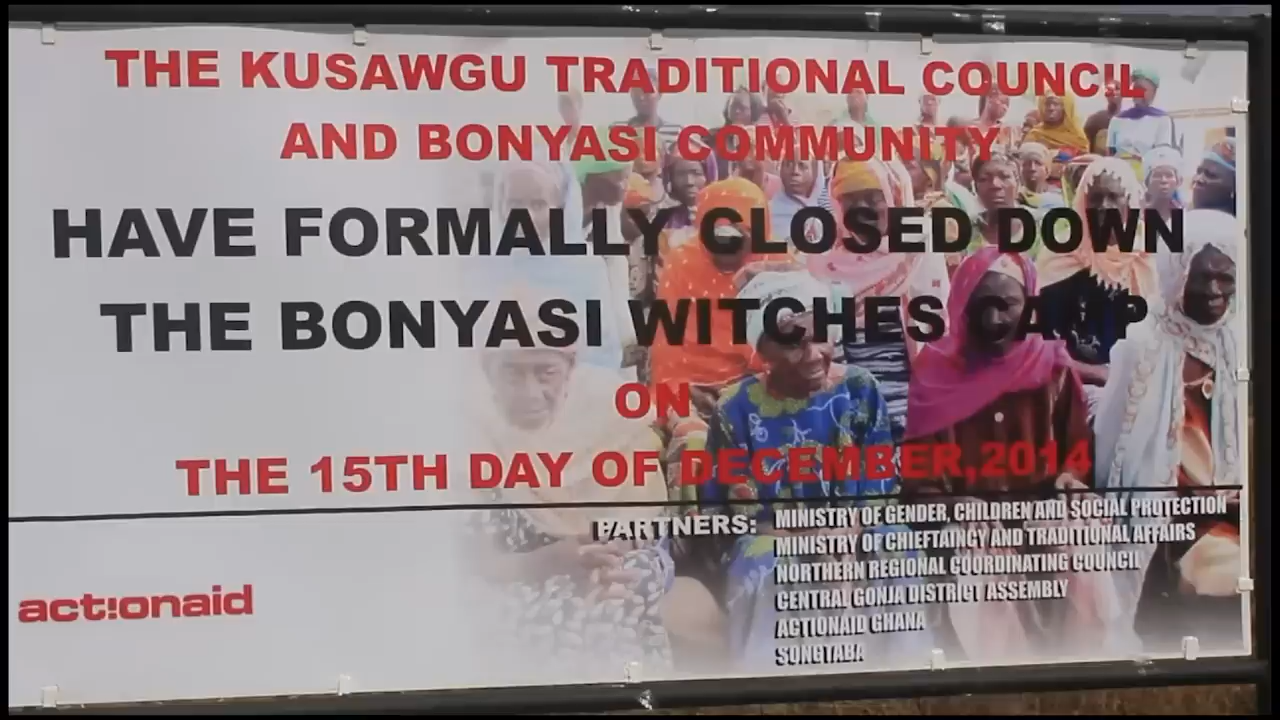 THE KUSAWGU TRADITIONAL COUNCIL
AND BONYASI COMMUNITY
HAVE FORMALLY CLOSED DOWN
THE BONYASI WITCHES CAMP
ON
THE 15TH DAY OF DECEMBER,2014
PARTNERS:
MINISTRY OF GENDER, CHILDREN AND SOCIAL PROTECTION
MINISTRY OF CHIEFTAINCY AND TRADITIONAL AFFAIRS
NORTHERN REGIONAL COORDINATING COUNCIL
CENTRAL GONJA DISTRICT ASSEMBLY
ACTIONAID GHANA
SONGTABA
act!onaid